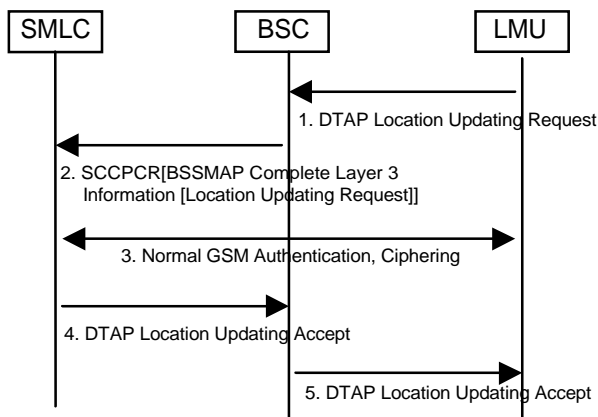 SMLC
BSC
LMU
1. DTAP Location Updating Request
2. SCCPCR[BSSMAP Complete Layer 3
Information [Location Updating Request]]
3. Normal GSM Authentication, Ciphering
4. DTAP Location Updating Accept
5. DTAP Location Updating Accept